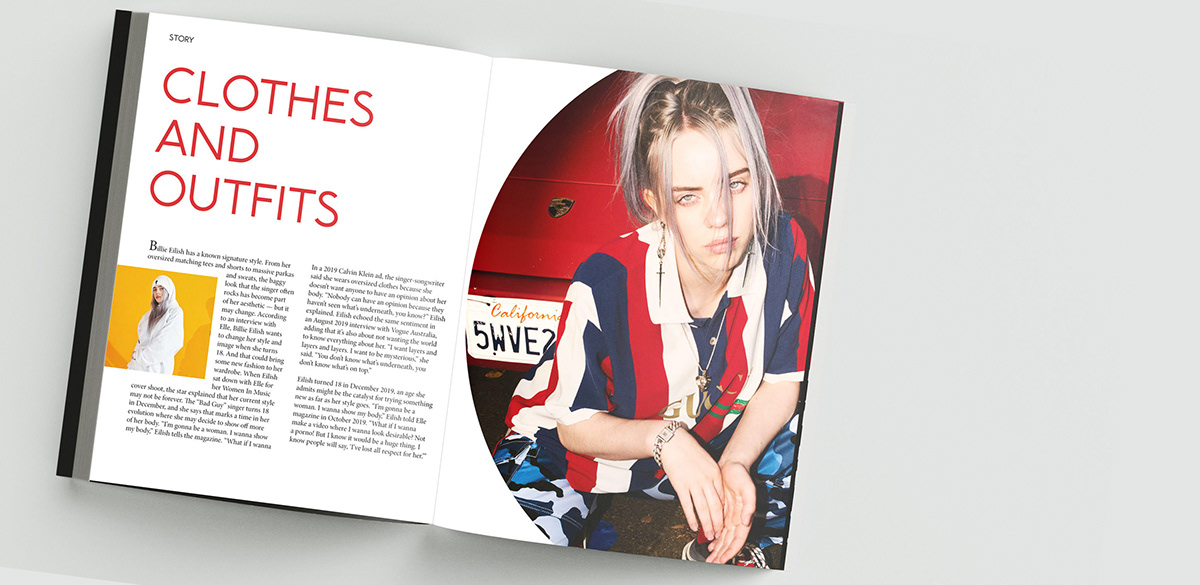 STORY
CLOTHES
AND
OUTFITS
Billie Eilish has a known signature style. From her
oversized matching tees and shorts to massive parkas
and sweats, the baggy
look that the singer often
rocks has become part
of her aesthetic — but it
may change. According
to an interview with
Elle, Billie Eilish wants
to change her style and
image when she turns
18. And that could bring
some new fashion to her
wardrobe. When Eilish
sat down with Elle for
her Women In Music
cover shoot, the star explained that her current style
may not be forever. The "Bad Guy" singer turns 18
in December, and she says that marks a time in her
evolution where she may decide to show off more
of her body. "I'm gonna be a woman. I wanna show
my body," Eilish tells the magazine. "What if I wanna
In a 2019 Calvin Klein ad, the singer-songwriter
said she wears oversized clothes because she
doesn't want anyone to have an opinion about her
body. "Nobody can have an opinion because they
haven't seen what's underneath, you know?" Eilish
explained. Eilish echoed the same sentiment in
an August 2019 interview with Vogue Australia,
adding that it's also about not wanting the world
to know everything about her. "I want layers and
layers and layers. I want to be mysterious," she
said. "You don't know what's underneath, you
don't know what's on top."
Eilish turned 18 in December 2019, an age she
admits might be the catalyst for trying something
new as far as her style goes. "I'm gonna be a
woman. I wanna show my body," Eilish told Elle
magazine in October 2019. "What if I wanna
make a video where I wanna look desirable? Not
a porno! But I know it would be a huge thing. I
know people will say, 'I've lost all respect for her.'"
California
5WVE2
GUCCI